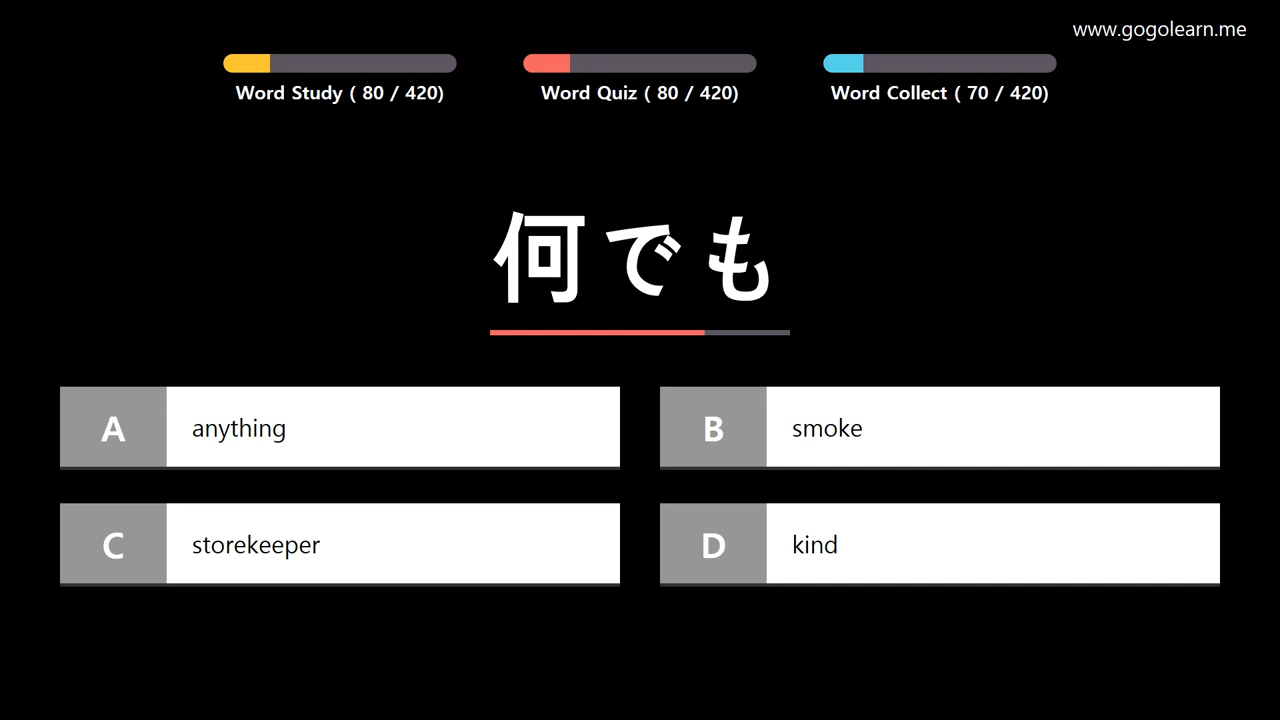 www.gogolearn.me
Word Study ( 80 / 420)
Word Quiz ( 80 / 420)
Word Collect ( 70 / 420)
何でも
A anything
B smoke
C storekeeper
D kind